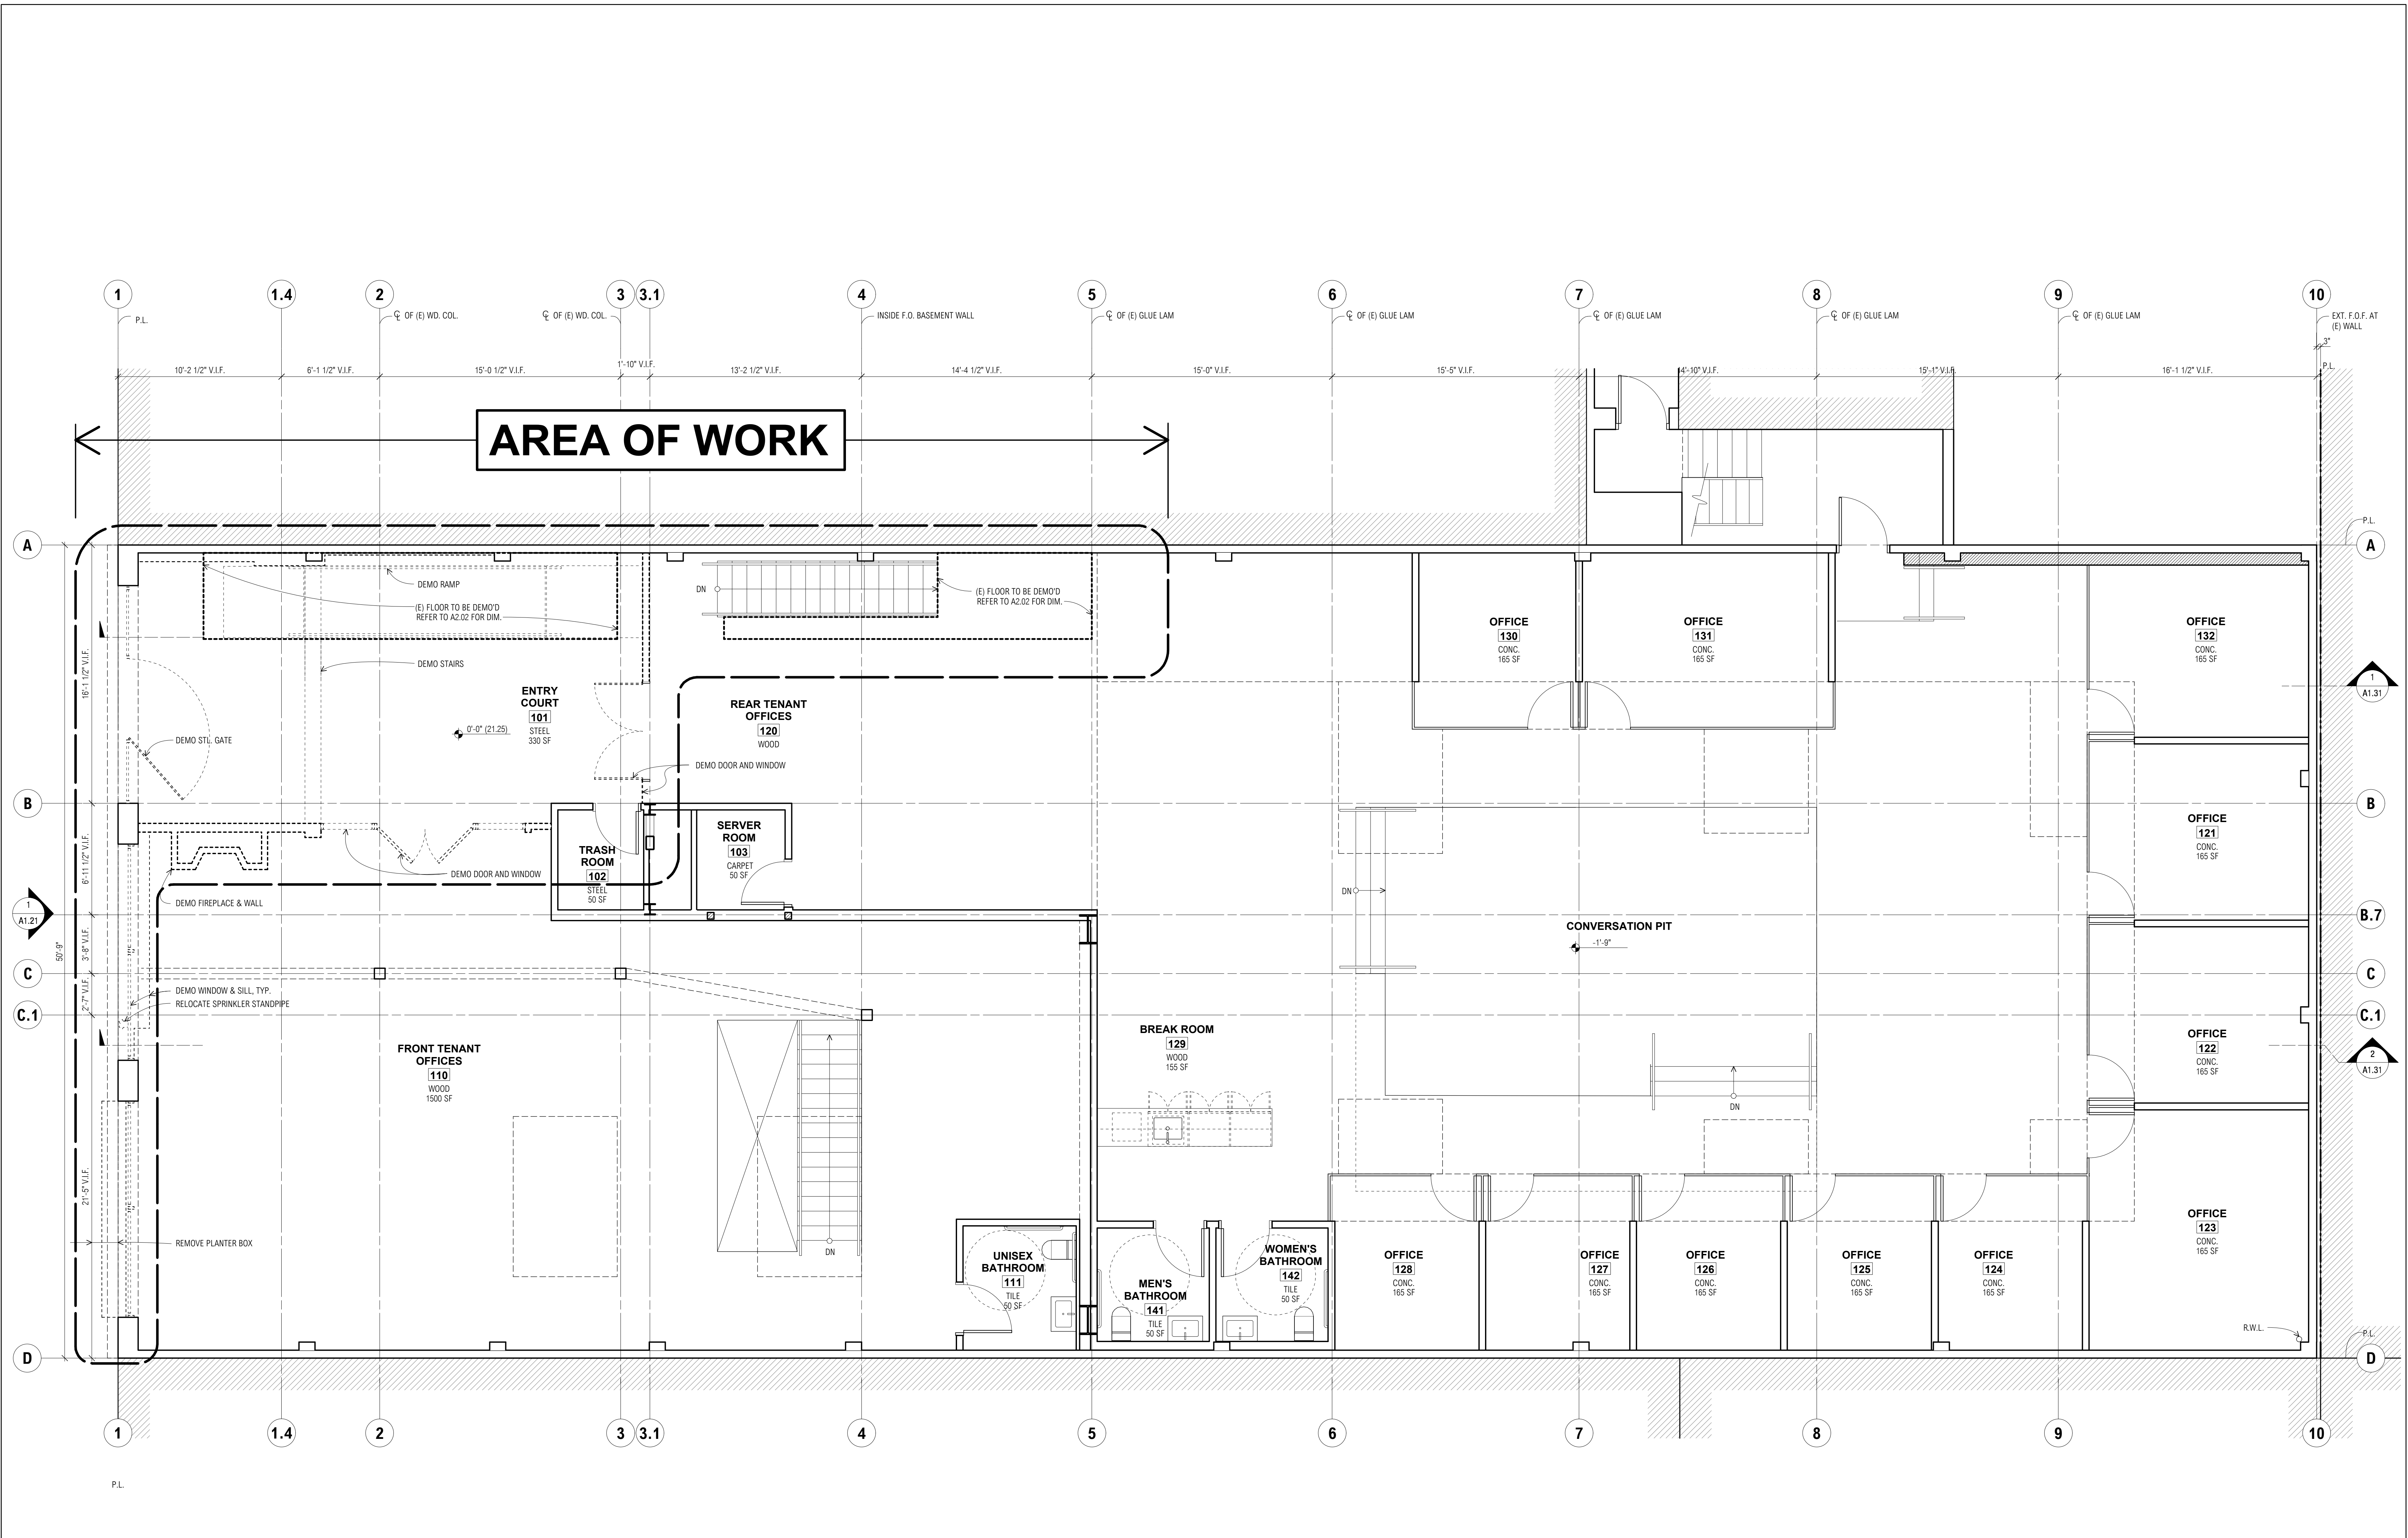 1
1.4
2
3
3.1
4
5
6
7
8
9
10
P.L.
℄ OF (E) WD. COL.
℄ OF (E) WD. COL.
INSIDE F.O. BASEMENT WALL
℄ OF (E) GLUE LAM
℄ OF (E) GLUE LAM
℄ OF (E) GLUE LAM
℄ OF (E) GLUE LAM
℄ OF (E) GLUE LAM
EXT. F.O.F. AT
(E) WALL
3"
P.L.
10'-2 1/2" V.I.F.
6'-1 1/2" V.I.F.
15'-0 1/2" V.I.F.
1'-10" V.I.F.
13'-2 1/2" V.I.F.
14'-4 1/2" V.I.F.
15'-0" V.I.F.
15'-5" V.I.F.
14'-10" V.I.F.
15'-1" V.I.F.
16'-1 1/2" V.I.F.
AREA OF WORK
A
P.L.
A
DEMO RAMP
(E) FLOOR TO BE DEMO'D
REFER TO A2.02 FOR DIM.
DN
(E) FLOOR TO BE DEMO'D
REFER TO A2.02 FOR DIM.
DEMO STAIRS
16'-1 1/2" V.I.F.
ENTRY
COURT
101
STEEL
330 SF
0'-0" (21.25)
DEMO STL. GATE
REAR TENANT
OFFICES
120
WOOD
DEMO DOOR AND WINDOW
OFFICE
130
CONC.
165 SF
OFFICE
131
CONC.
165 SF
OFFICE
132
CONC.
165 SF
1
A1.31
B
B
6'-11 1/2" V.I.F.
TRASH
ROOM
102
STEEL
50 SF
SERVER
ROOM
103
CARPET
50 SF
DEMO DOOR AND WINDOW
DEMO FIREPLACE & WALL
OFFICE
121
CONC.
165 SF
DN
1
A1.21
B.7
50'-9"
3'-8" V.I.F.
CONVERSATION PIT
-1'-9"
C
C
2'-7" V.I.F.
DEMO WINDOW & SILL, TYP.
RELOCATE SPRINKLER STANDPIPE
C.1
C.1
FRONT TENANT
OFFICES
110
WOOD
1500 SF
BREAK ROOM
129
WOOD
155 SF
OFFICE
122
CONC.
165 SF
2
A1.31
DN
21'-5" V.I.F.
REMOVE PLANTER BOX
DN
UNISEX
BATHROOM
111
TILE
50 SF
MEN'S
BATHROOM
141
TILE
50 SF
WOMEN'S
BATHROOM
142
TILE
50 SF
OFFICE
128
CONC.
165 SF
OFFICE
127
CONC.
165 SF
OFFICE
126
CONC.
165 SF
OFFICE
125
CONC.
165 SF
OFFICE
124
CONC.
165 SF
OFFICE
123
CONC.
165 SF
R.W.L.
P.L.
D
D
1
1.4
2
3
3.1
4
5
6
7
8
9
10
P.L.